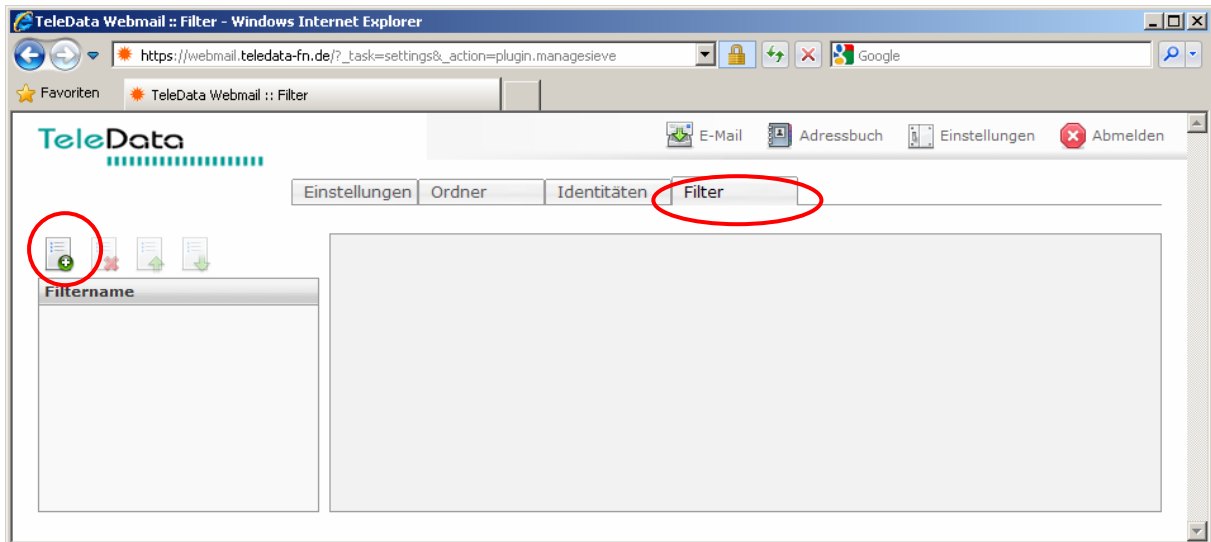 TeleData Webmail :: Filter - Windows Internet Explorer
https://webmail.teledata-fn.de/?_task=settings&_action=plugin.managesieve Google
Favoriten TeleData Webmail :: Filter
TeleData E-Mail Adressbuch Einstellungen Abmelden
Einstellungen Ordner Identitäten Filter
Filtername